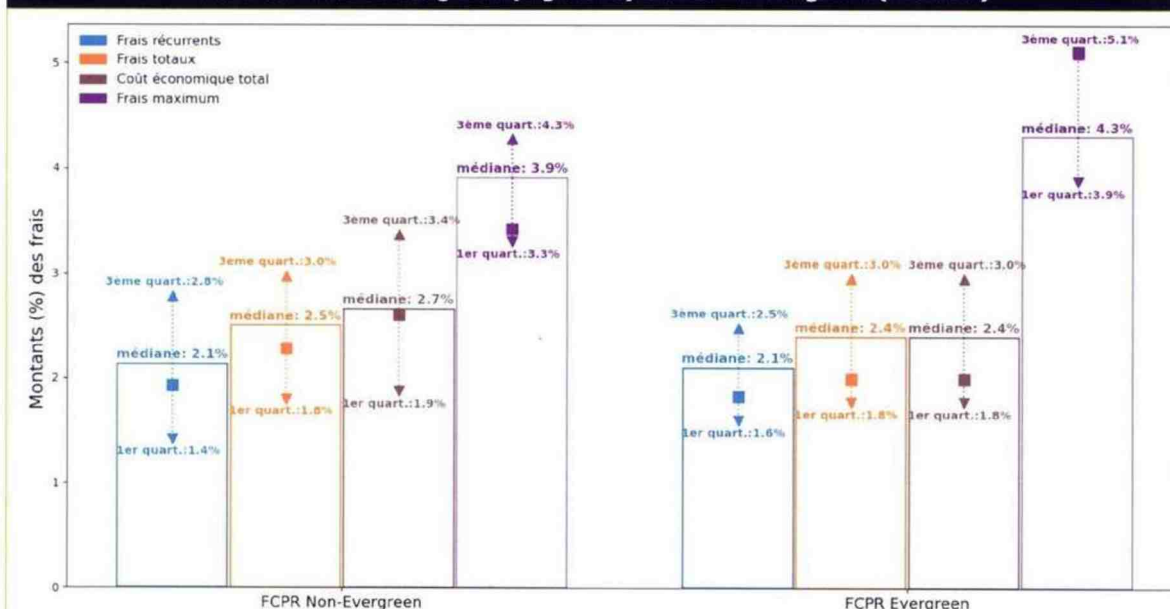 Frais récurrents
Frais totaux
Coût économique total
Frais maximum
Montants (%) des frais
5
4
3
2
1
0
3ème quart.:2.8%
médiane: 2.1%
1er quart.:1.4%
3ème quart.:3.0%
médiane: 2.5%
1er quart.:1.8%
3ème quart.:3.4%
médiane: 2.7%
1er quart.:1.9%
3ème quart.:4.3%
médiane: 3.9%
1er quart.:3.3%
3ème quart.:2.5%
médiane: 2.1%
1er quart.:1.6%
3ème quart.:3.0%
médiane: 2.4%
1er quart.:1.8%
3ème quart.:3.0%
médiane: 2.4%
1er quart.:1.8%
3ème quart.:5.1%
médiane: 4.3%
1er quart.:3.9%
FCPR Non-Evergreen
FCPR Evergreen